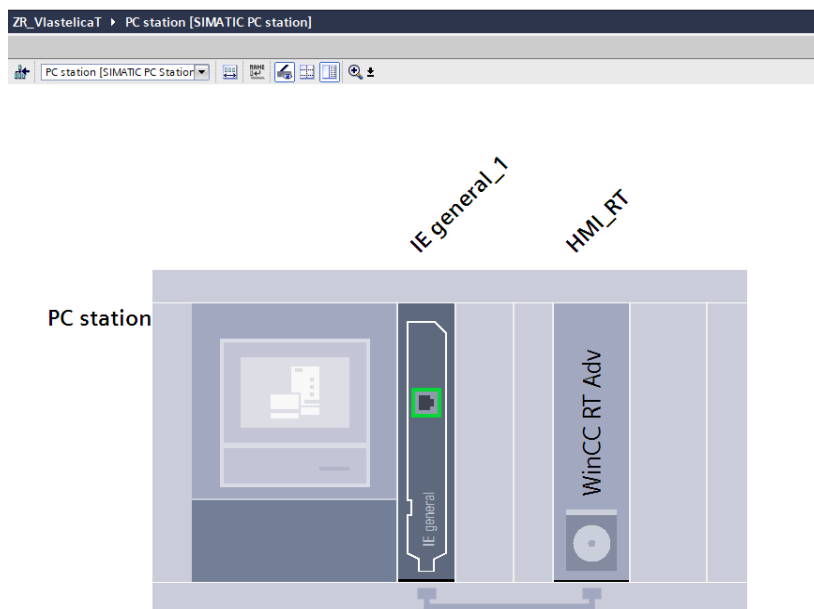 ZR_VlastelicaT ▸ PC station [SIMATIC PC station]
PC station [SIMATIC PC Station
NAME
IE general_1
HMI_RT
PC station
WinCC RT Adv
IE general